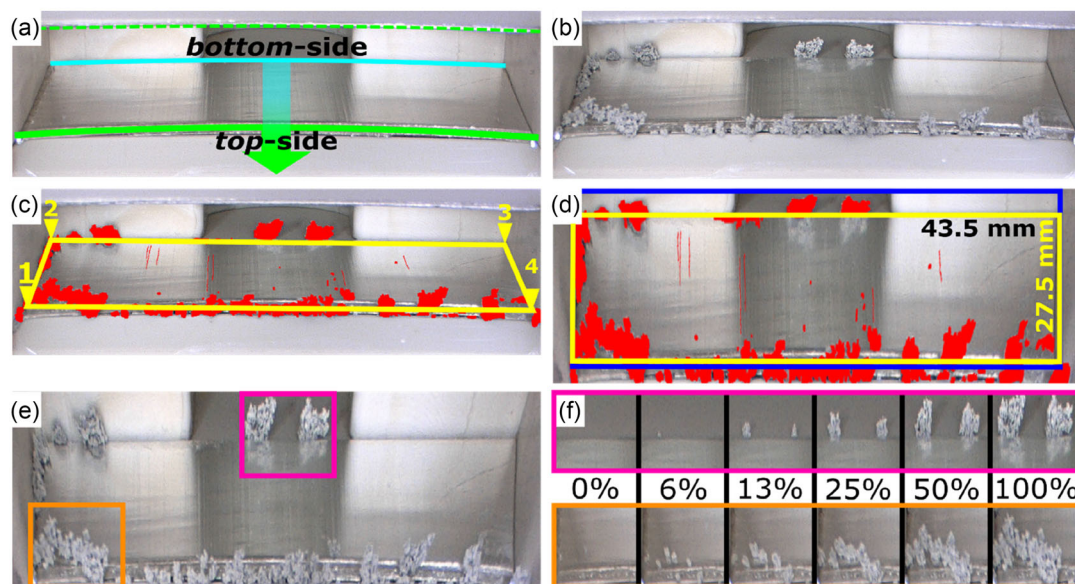 (a)
bottom-side
top-side
(b)
(c)
2
3
1
4
(d)
43.5 mm
27.5 mm
(e)
(f)
0% 6% 13% 25% 50% 100%